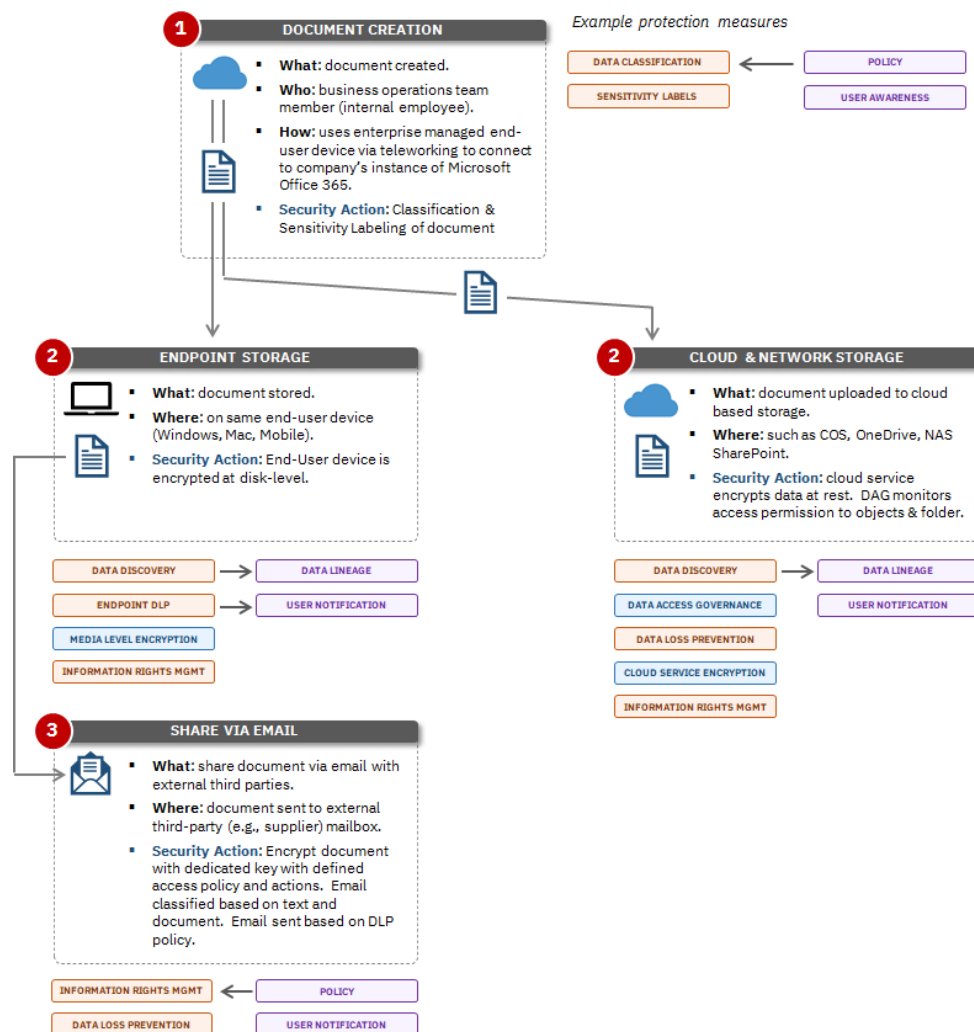 1
DOCUMENT CREATION
Example protection measures
▪ What: document created.
▪ Who: business operations team
member (internal employee).
▪ How: uses enterprise managed end-
user device via teleworking to connect
to company's instance of Microsoft
Office 365.
▪ Security Action: Classification &
Sensitivity Labeling of document
DATA CLASSIFICATION
POLICY
SENSITIVITY LABELS
USER AWARENESS
2
ENDPOINT STORAGE
▪ What: document stored.
▪ Where: on same end-user device
(Windows, Mac, Mobile).
▪ Security Action: End-User device is
encrypted at disk-level.
DATA DISCOVERY
DATA LINEAGE
ENDPOINT DLP
USER NOTIFICATION
MEDIA LEVEL ENCRYPTION
INFORMATION RIGHTS MGMT
2
CLOUD & NETWORK STORAGE
▪ What: document uploaded to cloud
based storage.
▪ Where: such as COS, OneDrive, NAS
SharePoint.
▪ Security Action: cloud service
encrypts data at rest. DAG monitors
access permission to objects & folder.
DATA DISCOVERY
DATA LINEAGE
DATA ACCESS GOVERNANCE
USER NOTIFICATION
DATA LOSS PREVENTION
CLOUD SERVICE ENCRYPTION
INFORMATION RIGHTS MGMT
3
SHARE VIA EMAIL
▪ What: share document via email with
external third parties.
▪ Where: document sent to external
third-party (e.g., supplier) mailbox.
▪ Security Action: Encrypt document
with dedicated key with defined
access policy and actions. Email
classified based on text and
document. Email sent based on DLP
policy.
INFORMATION RIGHTS MGMT
POLICY
DATA LOSS PREVENTION
USER NOTIFICATION